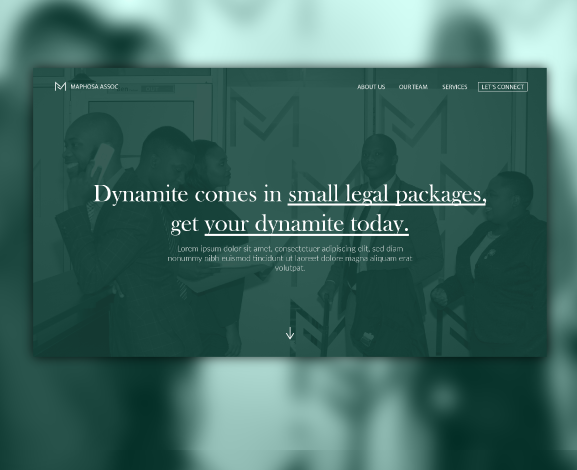 MAPHOSA ASSOC
ABOUT US OUR TEAM SERVICES LET'S CONNECT
Dynamite comes in small legal packages,
get your dynamite today.
Lorem ipsum dolor sit amet, consectetuer adipiscing elit, sed diam
nonummy nibh euismod tincidunt ut laoreet dolore magna aliquam erat
volutpat.